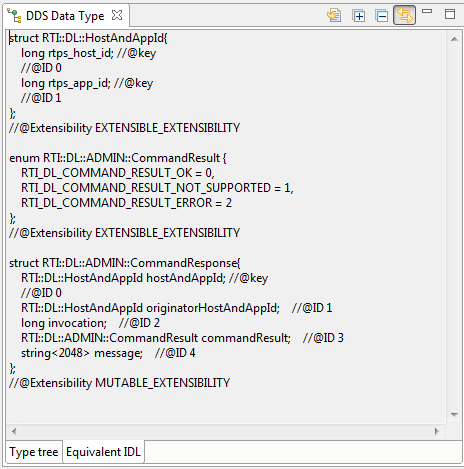 DDS Data Type
struct RTI::DL::HostAndAppId{
long rtps_host_id; //@key
//@ID 0
long rtps_app_id; //@key
//@ID 1
};
//@Extensibility EXTENSIBLE_EXTENSIBILITY
enum RTI::DL::ADMIN::CommandResult {
RTI_DL_COMMAND_RESULT_OK = 0,
RTI_DL_COMMAND_RESULT_NOT_SUPPORTED = 1,
RTI_DL_COMMAND_RESULT_ERROR = 2
};
//@Extensibility EXTENSIBLE_EXTENSIBILITY
struct RTI::DL::ADMIN::CommandResponse{
RTI::DL::HostAndAppId hostAndAppId; //@key
//@ID 0
RTI::DL::HostAndAppId originatorHostAndAppId; //@ID 1
long invocation; //@ID 2
RTI::DL::ADMIN::CommandResult commandResult; //@ID 3
string<2048> message; //@ID 4
};
//@Extensibility MUTABLE_EXTENSIBILITY
Type tree Equivalent IDL